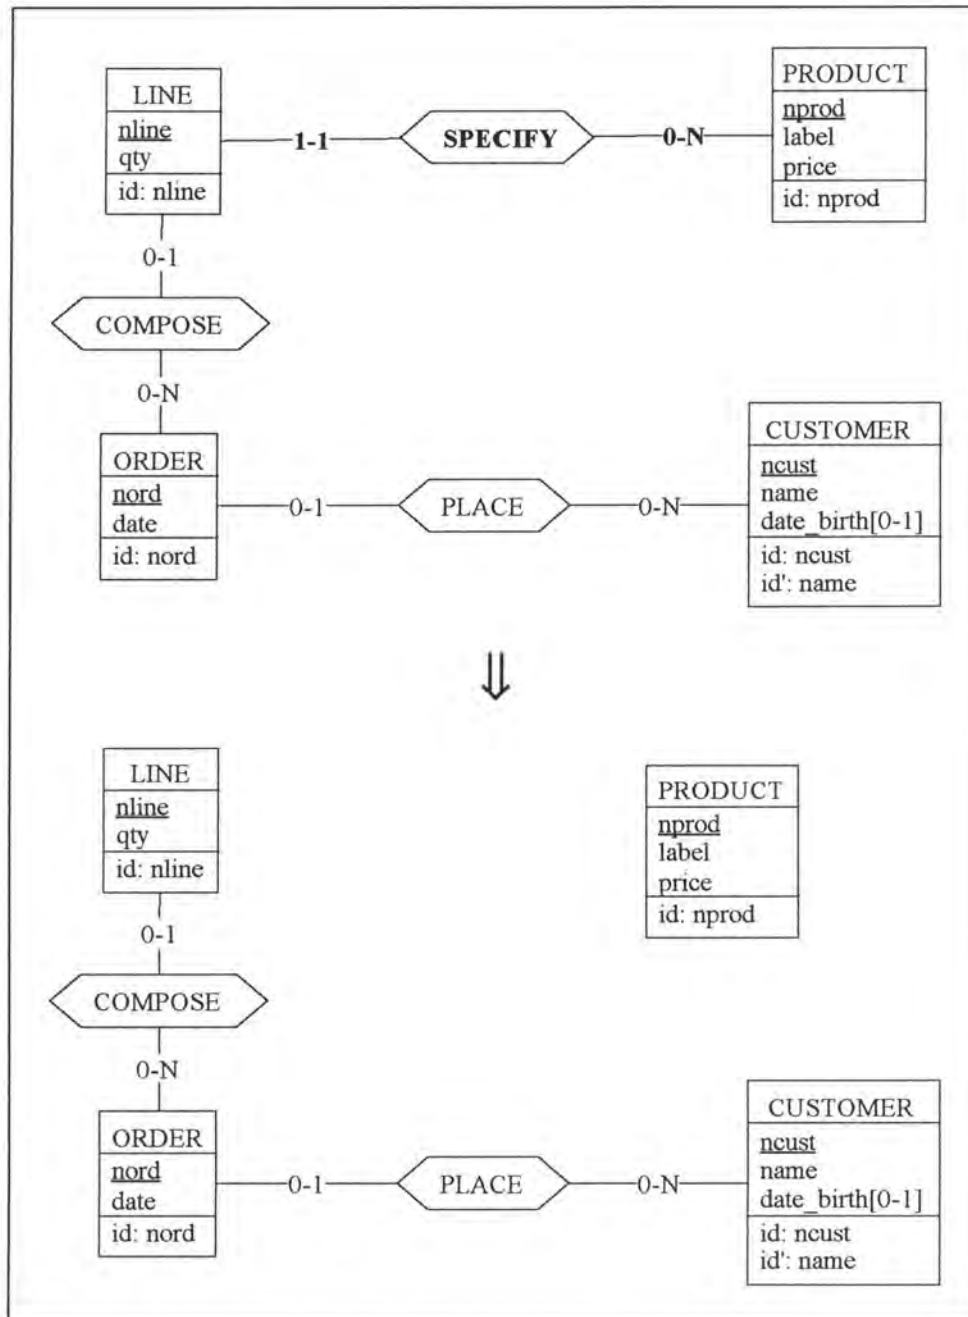 LINE
nline
qty
id: nline
1-1
SPECIFY
0-N
PRODUCT
nprod
label
price
id: nprod
0-1
COMPOSE
0-N
ORDER
nord
date
id: nord
0-1
PLACE
0-N
CUSTOMER
ncust
name
date_birth[0-1]
id: ncust
id': name
⇓
LINE
nline
qty
id: nline
PRODUCT
nprod
label
price
id: nprod
0-1
COMPOSE
0-N
ORDER
nord
date
id: nord
0-1
PLACE
0-N
CUSTOMER
ncust
name
date_birth[0-1]
id: ncust
id': name